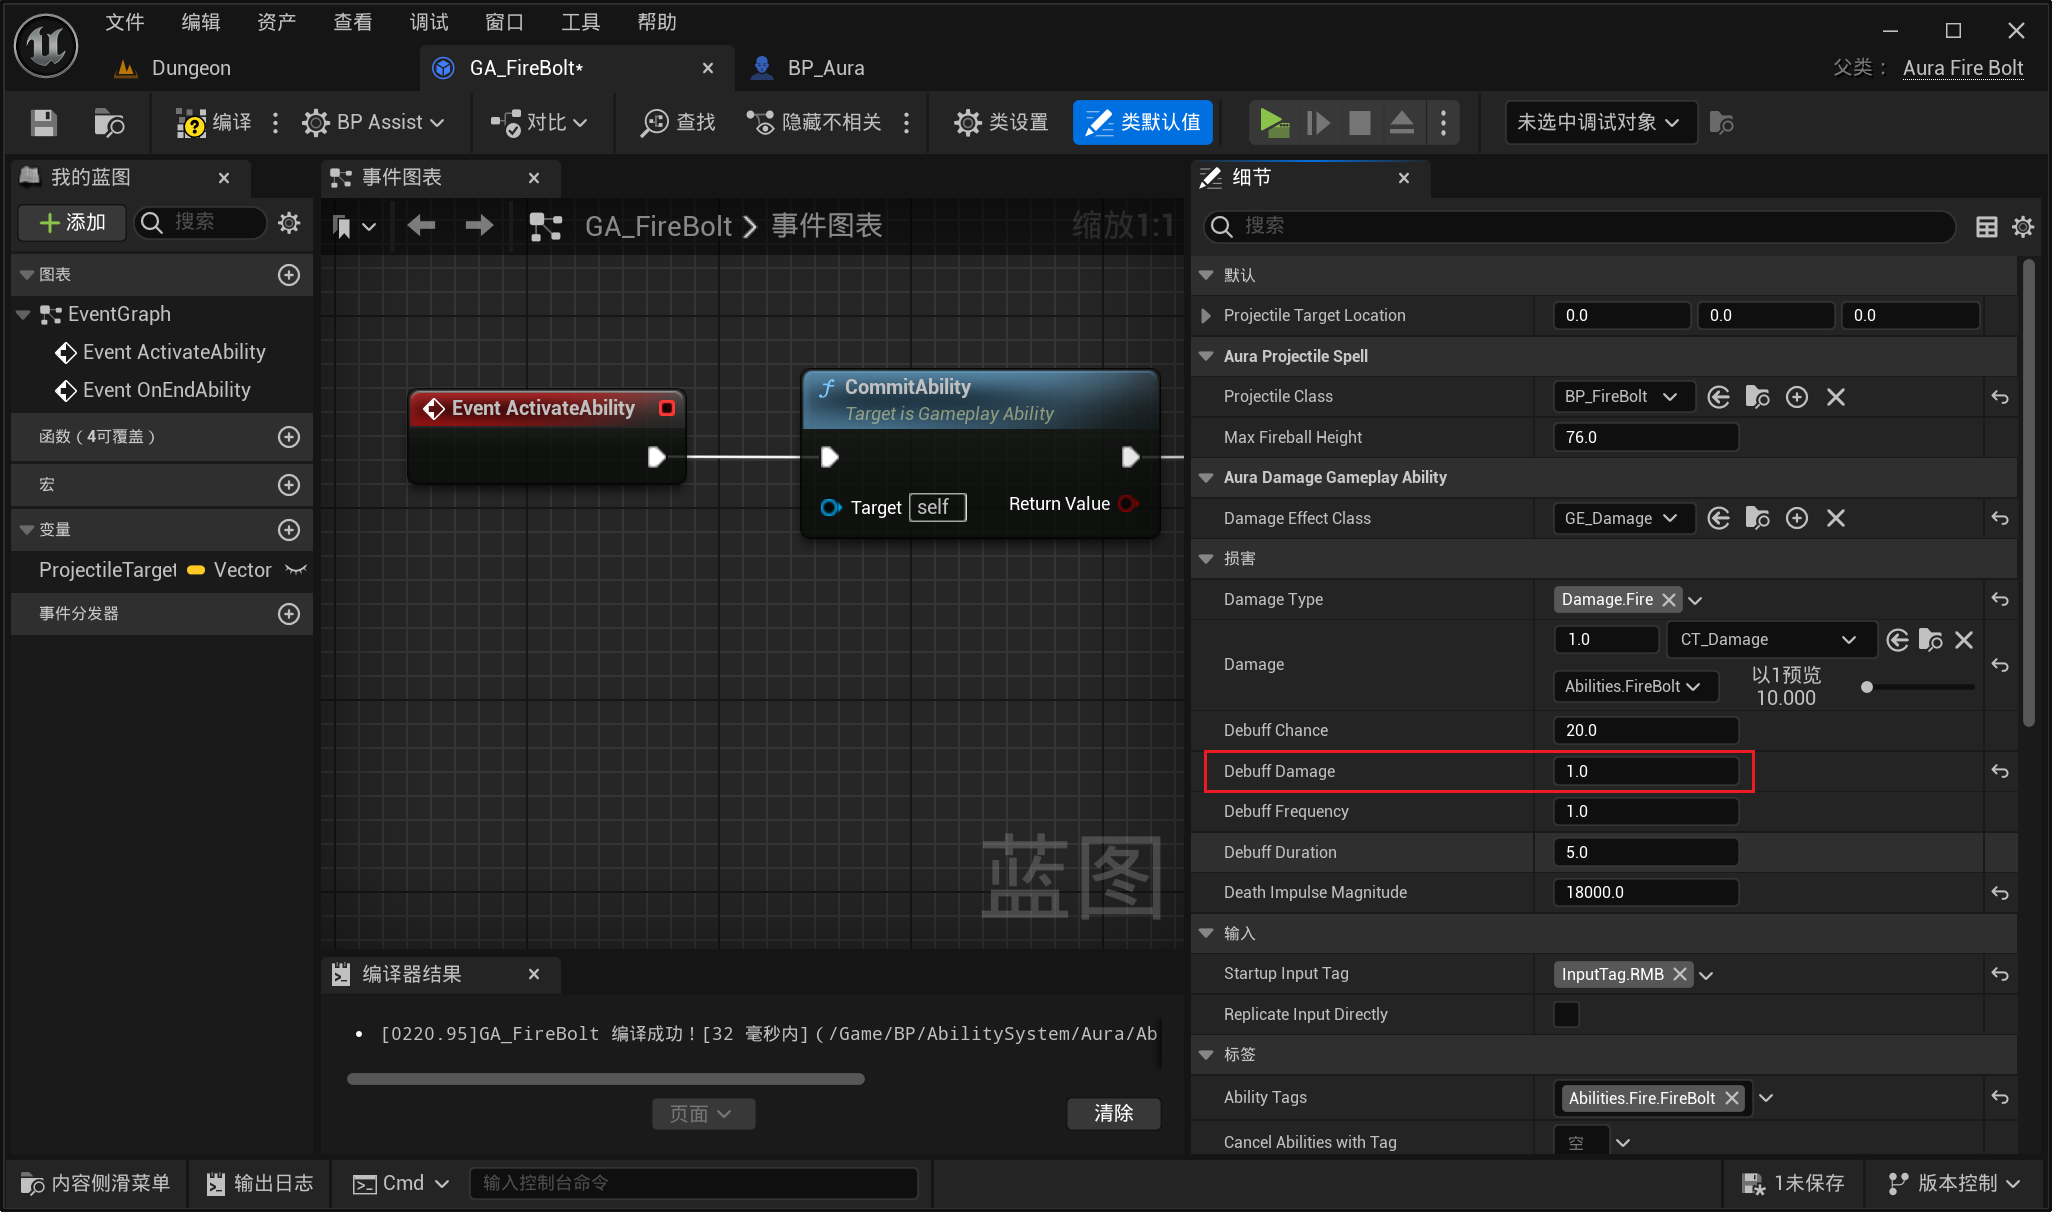 文件 编辑 资产 查看 调试 窗口 工具 帮助
Dungeon
GA_FireBolt*
BP_Aura
父类： Aura Fire Bolt
编译
BP Assist
对比
查找
隐藏不相关
类设置
类默认值
未选中调试对象
我的蓝图
添加
搜索
图表
EventGraph
Event ActivateAbility
Event OnEndAbility
函数（4可覆盖）
宏
变量
ProjectileTarget Vector
事件分发器
事件图表
GA_FireBolt 事件图表
缩放1:1
Event ActivateAbility
CommitAbility
Target is Gameplay Ability
Target self
Return Value
蓝图
编译器结果
[0220.95]GA_FireBolt 编译成功！[32 毫秒内]（/Game/BP/AbilitySystem/Aura/Ab
页面
清除
细节
搜索
默认
Projectile Target Location 0.0 0.0 0.0
Aura Projectile Spell
Projectile Class BP_FireBolt
Max Fireball Height 76.0
Aura Damage Gameplay Ability
Damage Effect Class GE_Damage
损害
Damage Type Damage.Fire
Damage 1.0 CT_Damage
Abilities.FireBolt 以1预览
10.000
Debuff Chance 20.0
Debuff Damage 1.0
Debuff Frequency 1.0
Debuff Duration 5.0
Death Impulse Magnitude 18000.0
输入
Startup Input Tag InputTag.RMB
Replicate Input Directly
标签
Ability Tags Abilities.Fire.FireBolt
Cancel Abilities with Tag 空
内容侧滑菜单
输出日志
Cmd
输入控制台命令
1未保存
版本控制